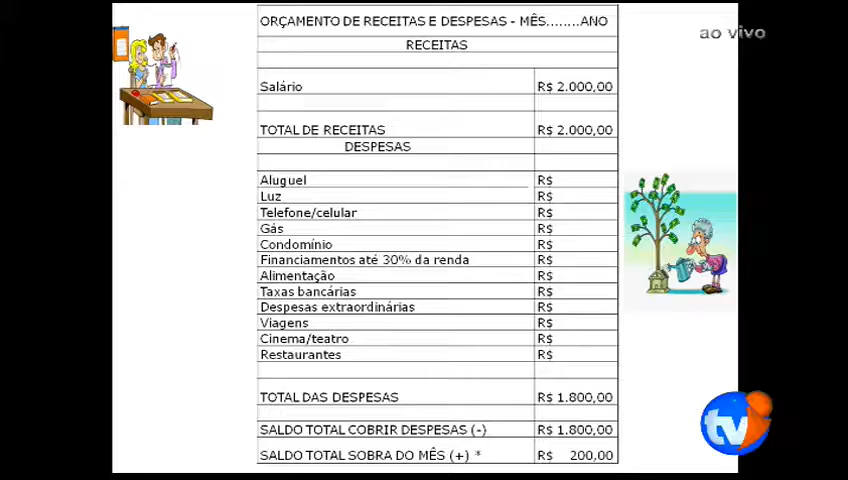 ORÇAMENTO DE RECEITAS E DESPESAS - MÊS........ANO
ao vivo
RECEITAS
Salário R$ 2.000,00
TOTAL DE RECEITAS R$ 2.000,00
DESPESAS
Aluguel R$
Luz R$
Telefone/celular R$
Gás R$
Condomínio R$
Financiamentos até 30% da renda R$
Alimentação R$
Taxas bancárias R$
Despesas extraordinárias R$
Viagens R$
Cinema/teatro R$
Restaurantes R$
TOTAL DAS DESPESAS R$ 1.800,00
SALDO TOTAL COBRIR DESPESAS (-) R$ 1.800,00
SALDO TOTAL SOBRA DO MÊS (+) * R$ 200,00
tvi